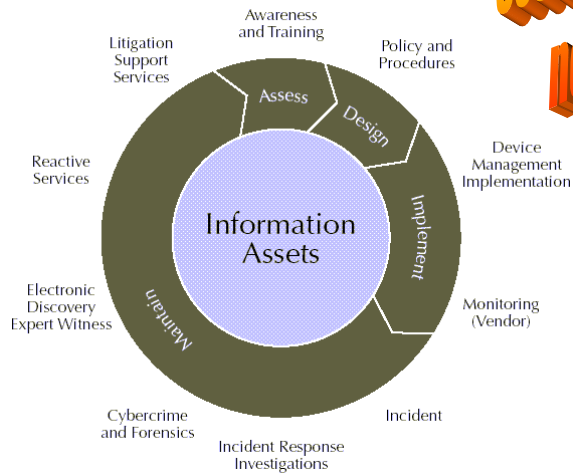 Awareness
and Training
Policy and
Procedures
Device
Management
Implementation
Monitoring
(Vendor)
Incident
Incident Response
Investigations
Cybercrime
and Forensics
Electronic
Discovery
Expert Witness
Reactive
Services
Litigation
Support
Services
Assess
Design
Implement
Maintain
Information
Assets